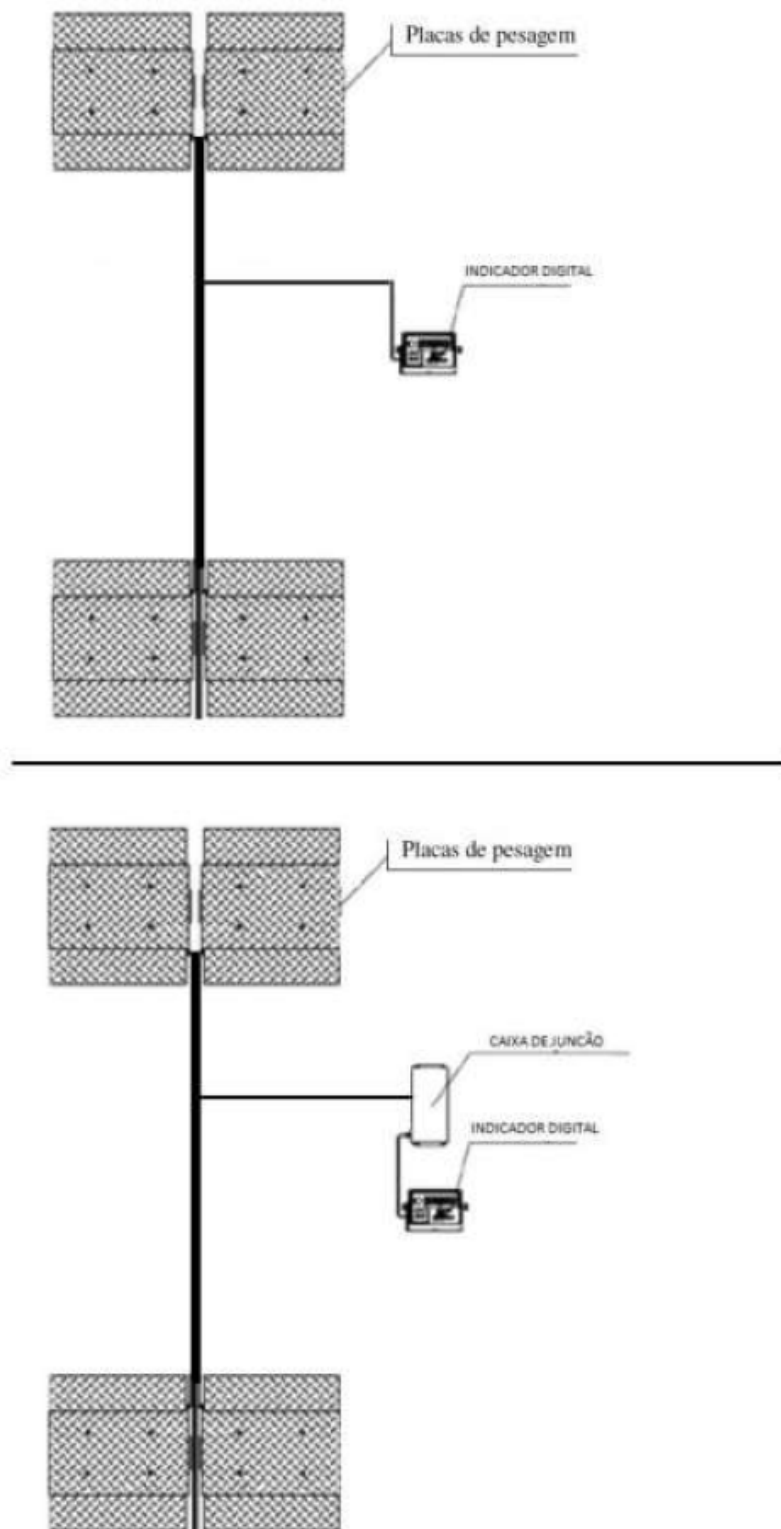 Placas de pesagem
INDICADOR DIGITAL
Placas de pesagem
CAIXA DE JUNCÃO
INDICADOR DIGITAL